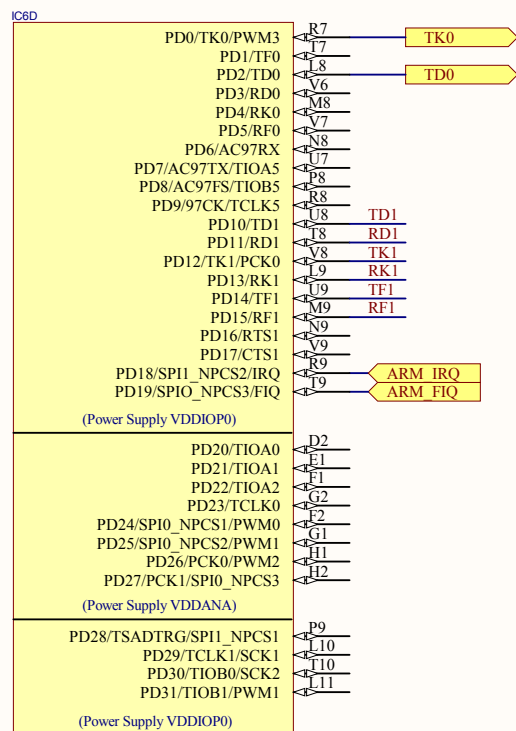 IC6D
PD0/TK0/PWM3 R7 TK0
PD1/TF0 T7
PD2/TD0 L8 TD0
PD3/RD0 V6
PD4/RK0 M8
PD5/RF0 V7
PD6/AC97RX N8
PD7/AC97TX/TIOA5 U7
PD8/AC97FS/TIOB5 P8
PD9/97CK/TCLK5 R8
PD10/TD1 U8 TD1
PD11/RD1 T8 RD1
PD12/TK1/PCK0 V8 TK1
PD13/RK1 L9 RK1
PD14/TF1 U9 TF1
PD15/RF1 M9 RF1
PD16/RTS1 N9
PD17/CTS1 V9
PD18/SPI1_NPCS2/IRQ R9 ARM_IRQ
PD19/SPIO_NPCS3/FIQ T9 ARM_FIQ
(Power Supply VDDIOP0)
PD20/TIOA0 D2
PD21/TIOA1 E1
PD22/TIOA2 F1
PD23/TCLK0 G2
PD24/SPI0_NPCS1/PWM0 F2
PD25/SPI0_NPCS2/PWM1 G1
PD26/PCK0/PWM2 H1
PD27/PCK1/SPI0_NPCS3 H2
(Power Supply VDDANA)
PD28/TSADTRG/SPI1_NPCS1 P9
PD29/TCLK1/SCK1 L10
PD30/TIOB0/SCK2 T10
PD31/TIOB1/PWM1 L11
(Power Supply VDDIOP0)